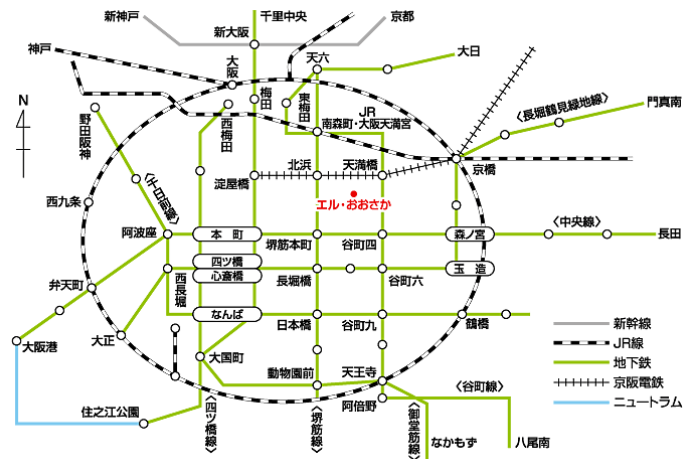 新神戸
千里中央
京都
新大阪
神戸
大阪
天六
大日
N
梅田
東梅田
JR
南森町・大阪天満宮
〈長堀鶴見緑地線〉
門真南
野田阪神
西梅田
北浜
天満橋
京橋
淀屋橋
〈千日前線〉
エル・おおさか
西九条
〈中央線〉
阿波座
本町
堺筋本町
谷町四
森ノ宮
長田
四ツ橋
心斎橋
西長堀
長堀橋
谷町六
玉造
弁天町
なんば
日本橋
谷町九
鶴橋
大阪港
大正
大国町
動物園前
天王寺
阿倍野
〈谷町線〉
住之江公園
〈四ツ橋線〉
〈堺筋線〉
〈御堂筋線〉
なかもず
八尾南
新幹線
JR線
地下鉄
京阪電鉄
ニュートラム